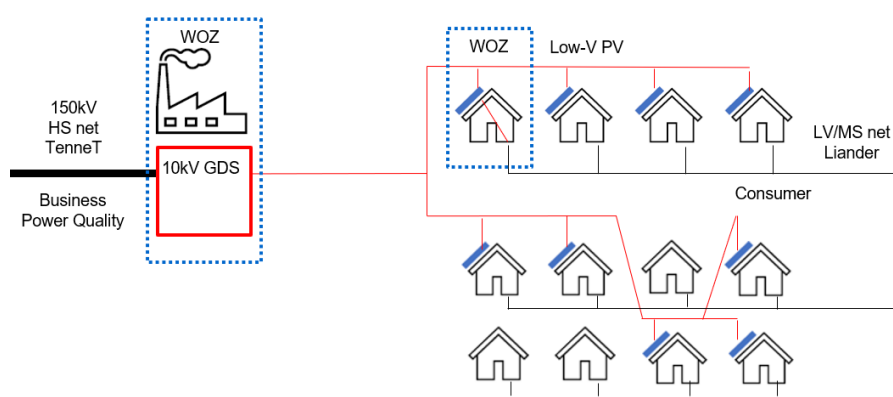 WOZ
150kV
HS net
TenneT
10kV GDS
Business
Power Quality
WOZ
Low-V PV
LV/MS net
Liander
Consumer